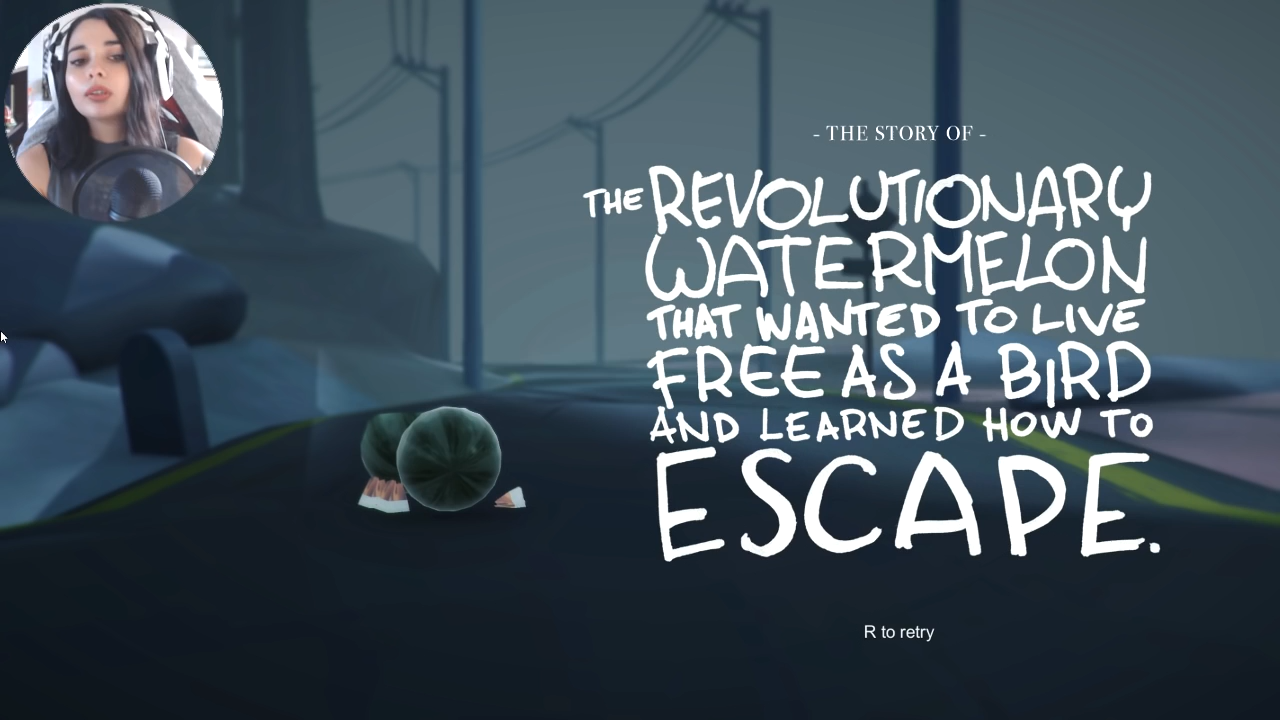 - THE STORY OF -
THE REVOLUTIONARY
WATERMELON
THAT WANTED TO LIVE
FREE AS A BIRD
AND LEARNED HOW TO
ESCAPE.
R to retry